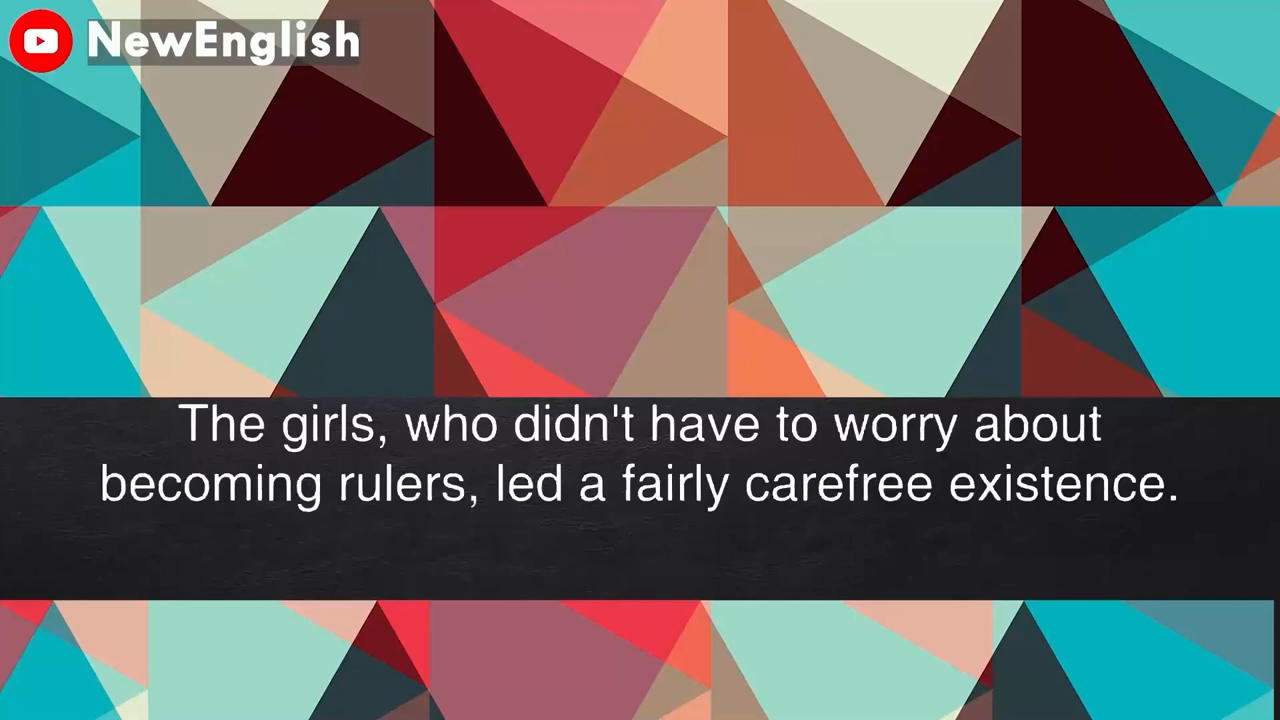 NewEnglish
The girls, who didn't have to worry about
becoming rulers, led a fairly carefree existence.